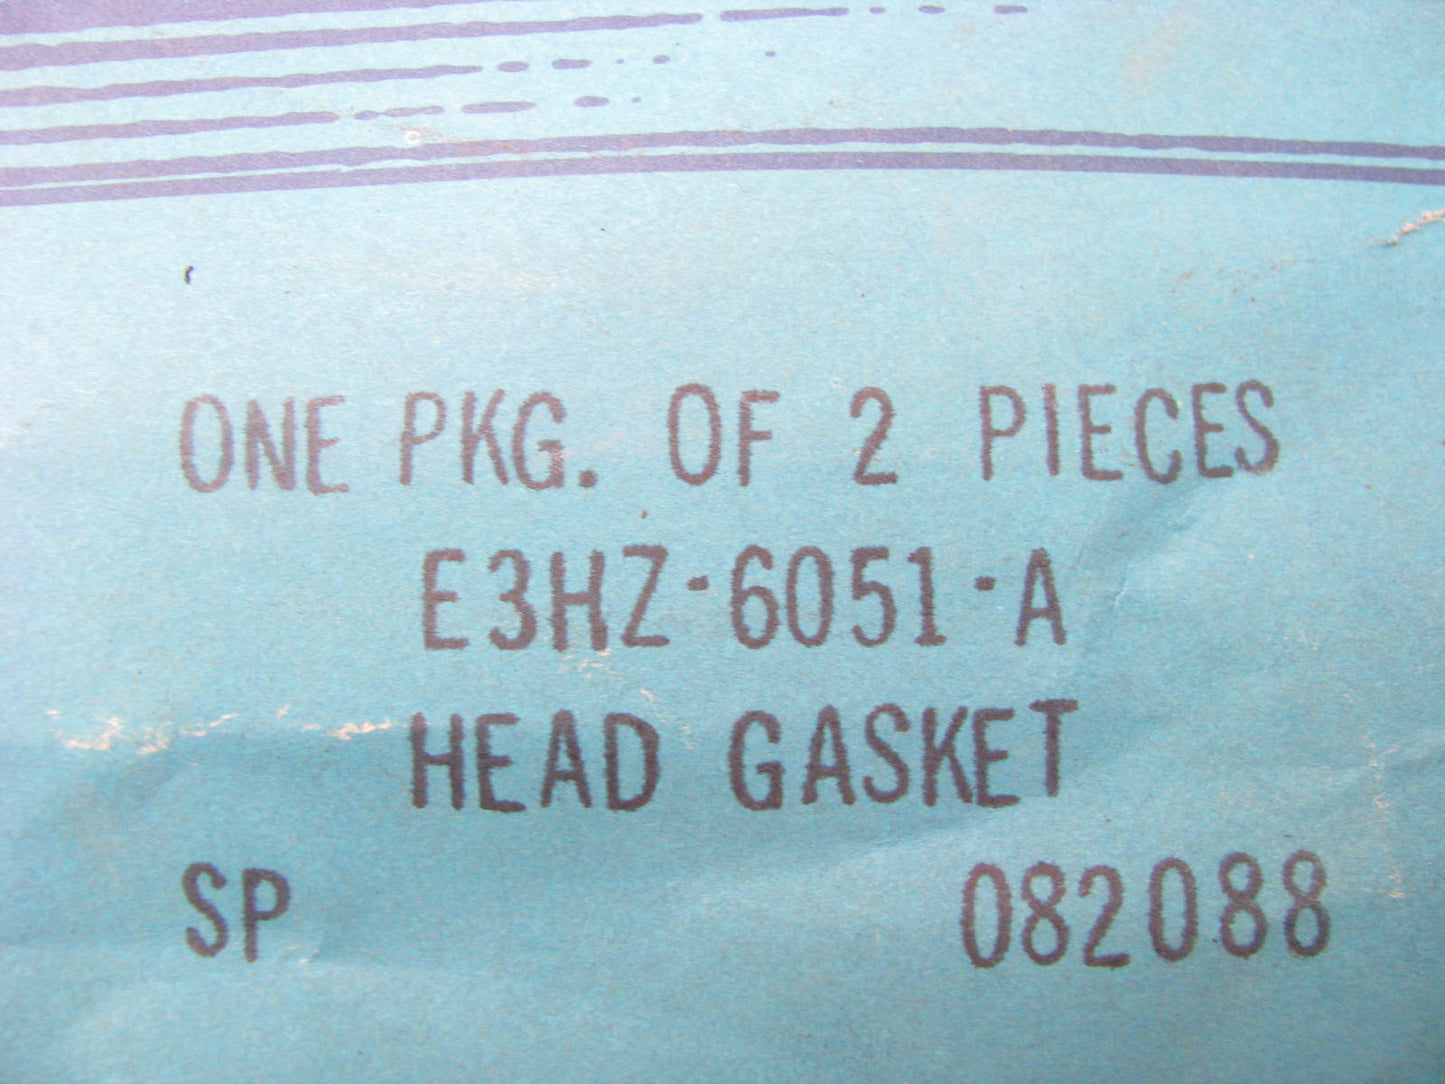 ONE PKG. OF 2 PIECES
E3HZ-6051-A
HEAD GASKET
SP 082088